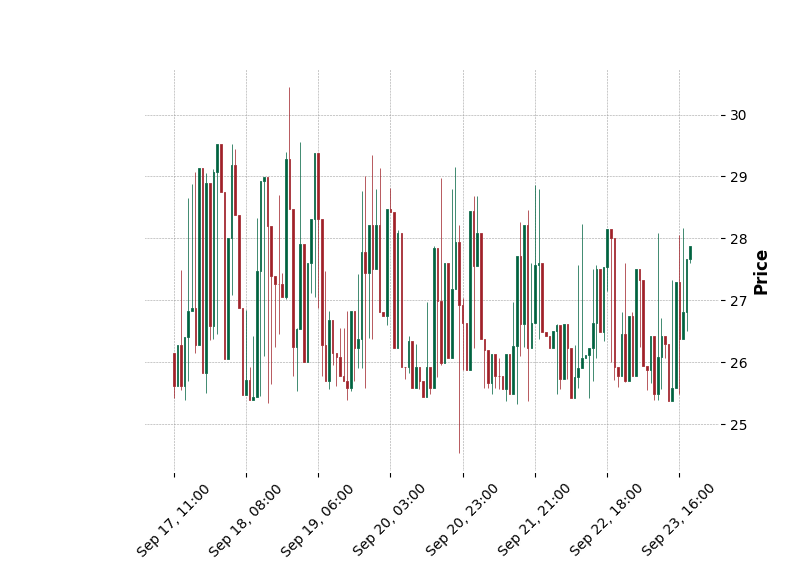 30
29
28
27
26
25
Price
Sep 17, 11:00
Sep 18, 08:00
Sep 19, 06:00
Sep 20, 03:00
Sep 20, 23:00
Sep 21, 21:00
Sep 22, 18:00
Sep 23, 16:00